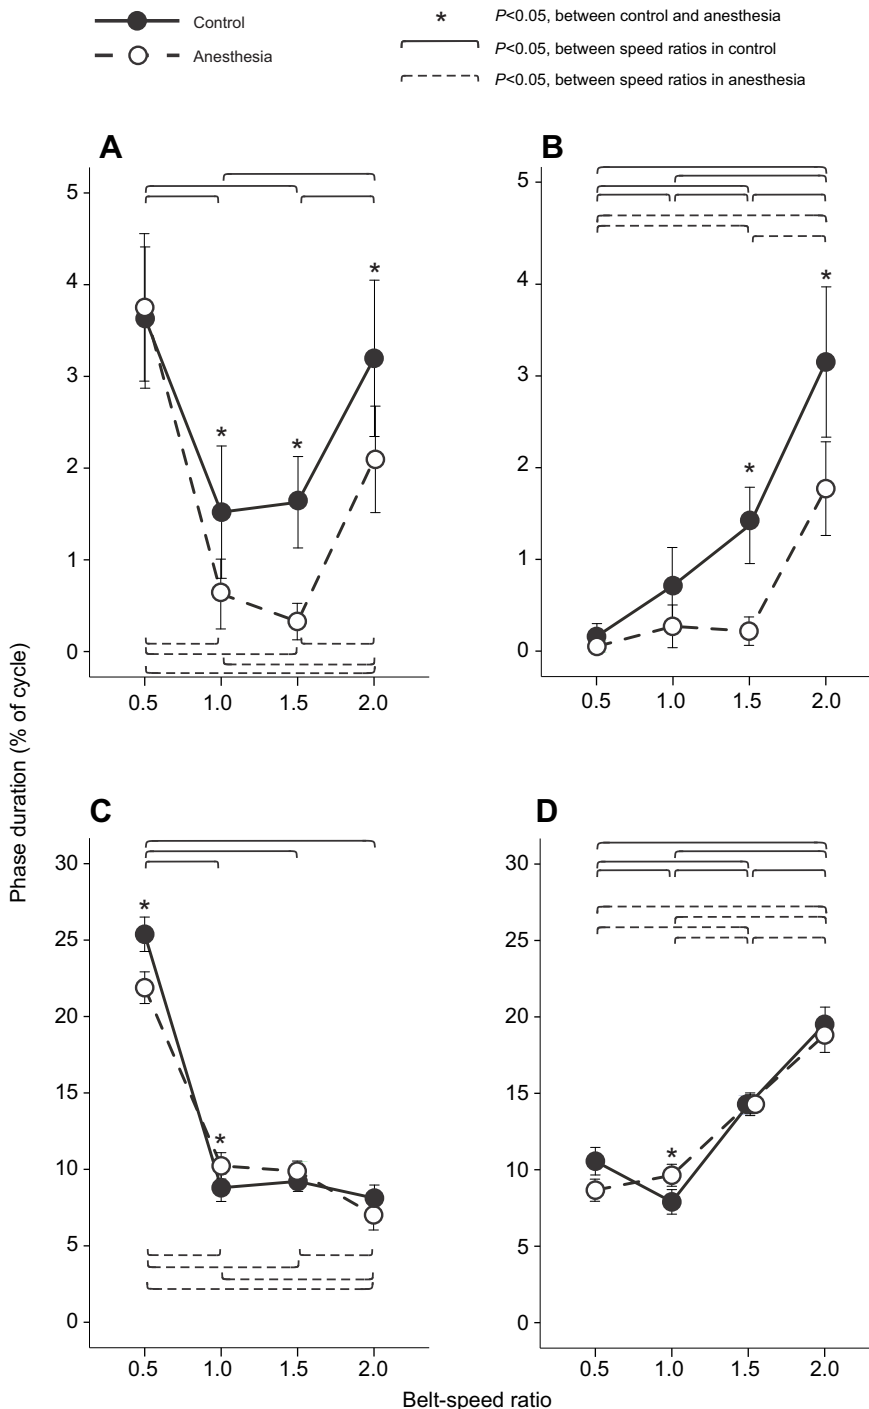 Control
Anesthesia
* P<0.05, between control and anesthesia
P<0.05, between speed ratios in control
P<0.05, between speed ratios in anesthesia
A
5
4
3
2
1
0
* * *
0.5 1.0 1.5 2.0
B
5
4
3
2
1
0
* *
0.5 1.0 1.5 2.0
Phase duration (% of cycle)
C
30
25
20
15
10
5
0
* *
0.5 1.0 1.5 2.0
D
30
25
20
15
10
5
0
*
0.5 1.0 1.5 2.0
Belt-speed ratio